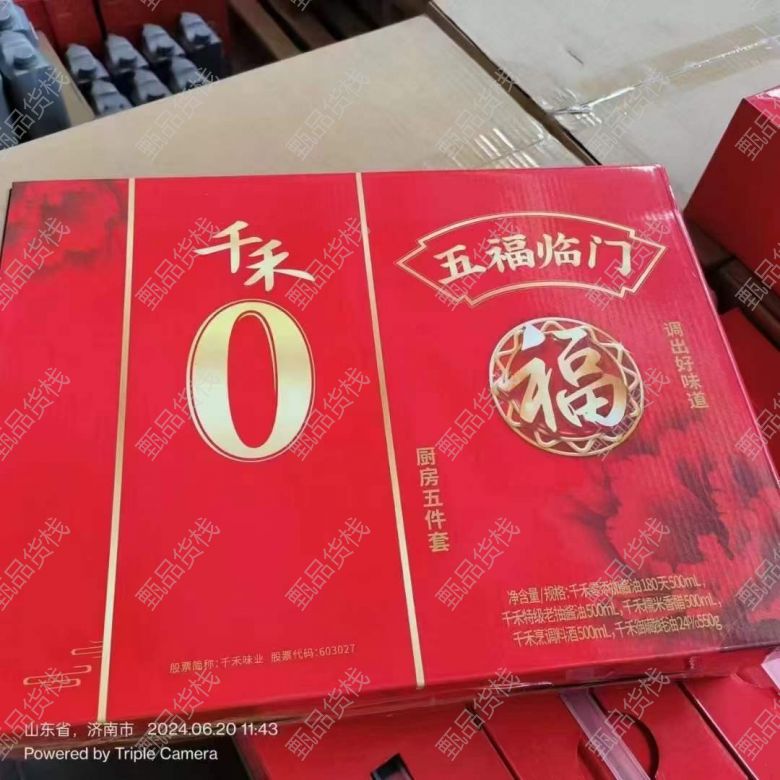 千禾
0
五福临门
福
调出好味道
厨房五件套
净含量/规格:千禾零添加酱油180天500mL,
千禾特级老抽酱油500mL,千禾糯米香醋500mL,
千禾烹调料酒500mL,千禾御藏蚝油24%550g
股票简称:千禾味业 股票代码:603027
山东省，济南市 2024.06.20 11:43
Powered by Triple Camera
甄品货栈